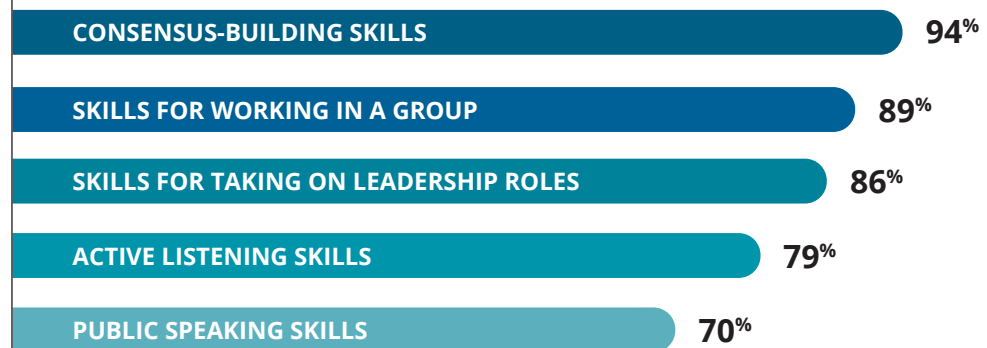 CONSENSUS-BUILDING SKILLS 94%
SKILLS FOR WORKING IN A GROUP 89%
SKILLS FOR TAKING ON LEADERSHIP ROLES 86%
ACTIVE LISTENING SKILLS 79%
PUBLIC SPEAKING SKILLS 70%